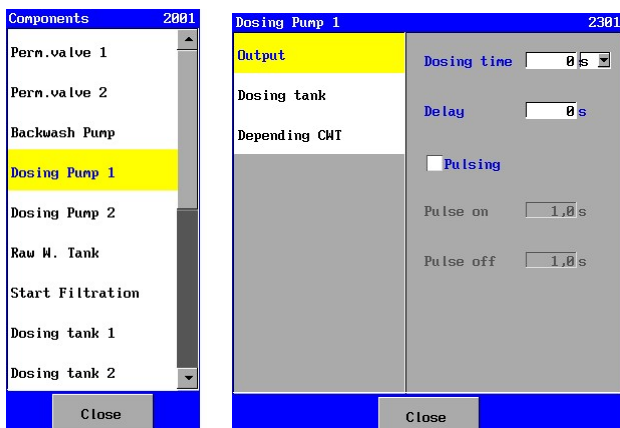 Components 2001
Perm.valve 1
Perm.valve 2
Backwash Pump
Dosing Pump 1
Dosing Pump 2
Raw W. Tank
Start Filtration
Dosing tank 1
Dosing tank 2
Close
Dosing Pump 1 2301
Output
Dosing tank
Depending CWT
Dosing time 0 s
Delay 0 s
Pulsing
Pulse on 1,0 s
Pulse off 1,0 s
Close